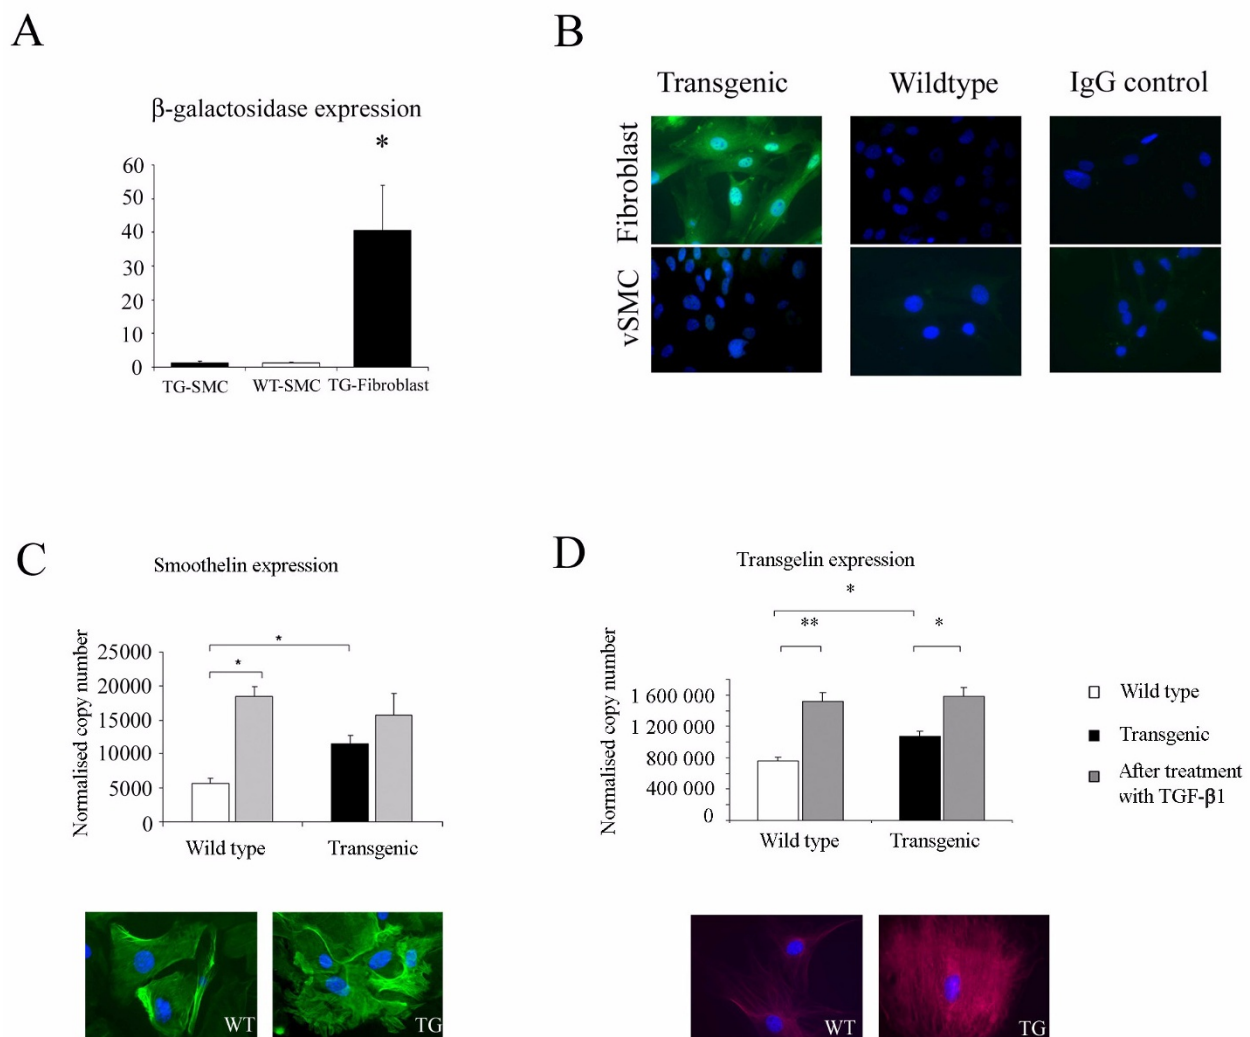 A
β-galactosidase expression
*
60
50
40
30
20
10
0
TG-SMC WT-SMC TG-Fibroblast
B
Transgenic Wildtype IgG control
Fibroblast
vSMC
C
Smoothelin expression
*
*
Normalised copy number
25000
20000
15000
10000
5000
0
Wild type Transgenic
WT TG
D
Transgelin expression
*
** *
Normalised copy number
1 600 000
1 200 000
800 000
400 000
0
Wild type Transgenic
Wild type
Transgenic
After treatment
with TGF-β1
WT TG